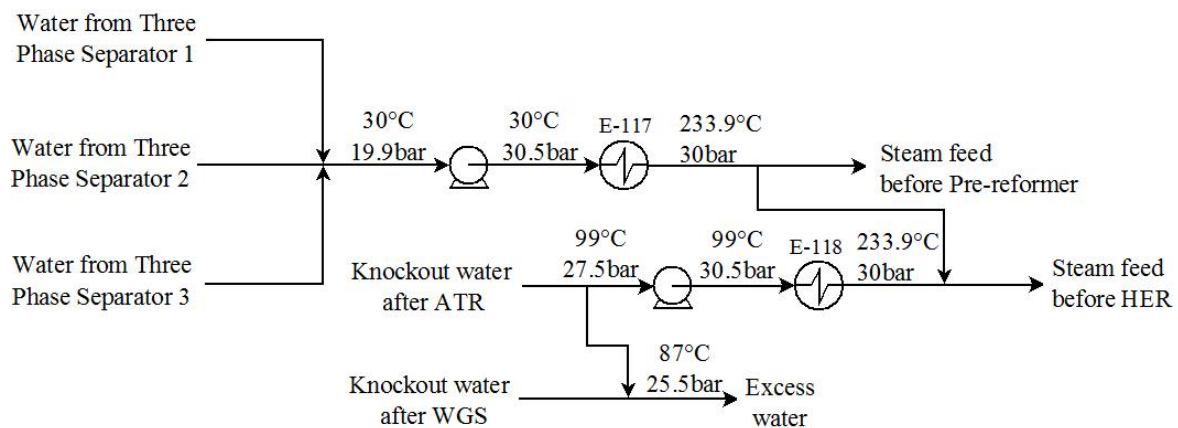 Water from Three
Phase Separator 1
Water from Three
Phase Separator 2
30°C
19.9bar
30°C
30.5bar
E-117
233.9°C
30bar
Steam feed
before Pre-reformer
Water from Three
Phase Separator 3
Knockout water
after ATR
99°C
27.5bar
99°C
30.5bar
E-118
233.9°C
30bar
Steam feed
before HER
Knockout water
after WGS
87°C
25.5bar
Excess
water